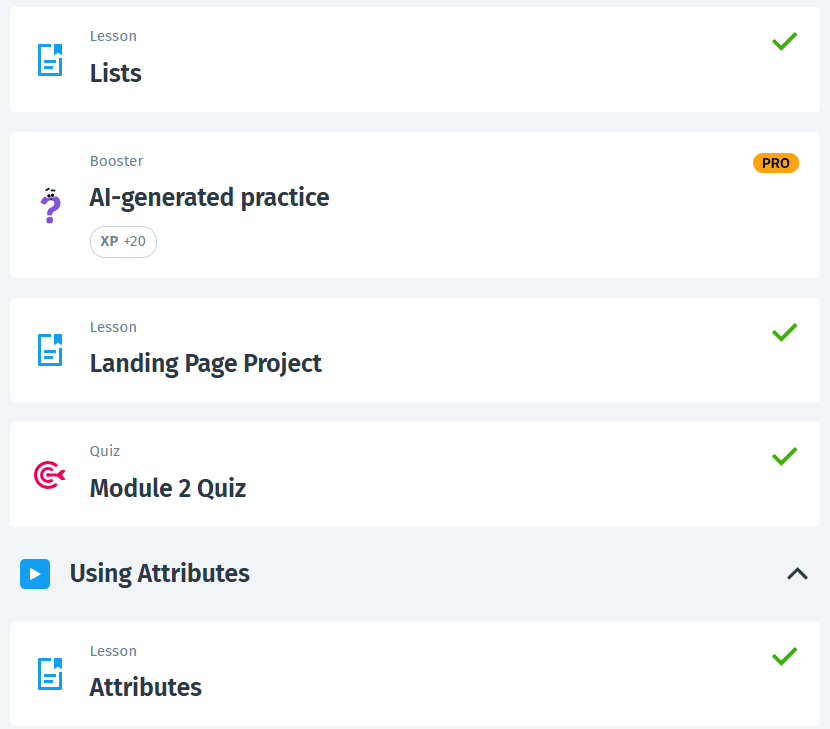 Lesson
Lists
Booster
PRO
AI-generated practice
XP +20
Lesson
Landing Page Project
Quiz
Module 2 Quiz
Using Attributes
Lesson
Attributes